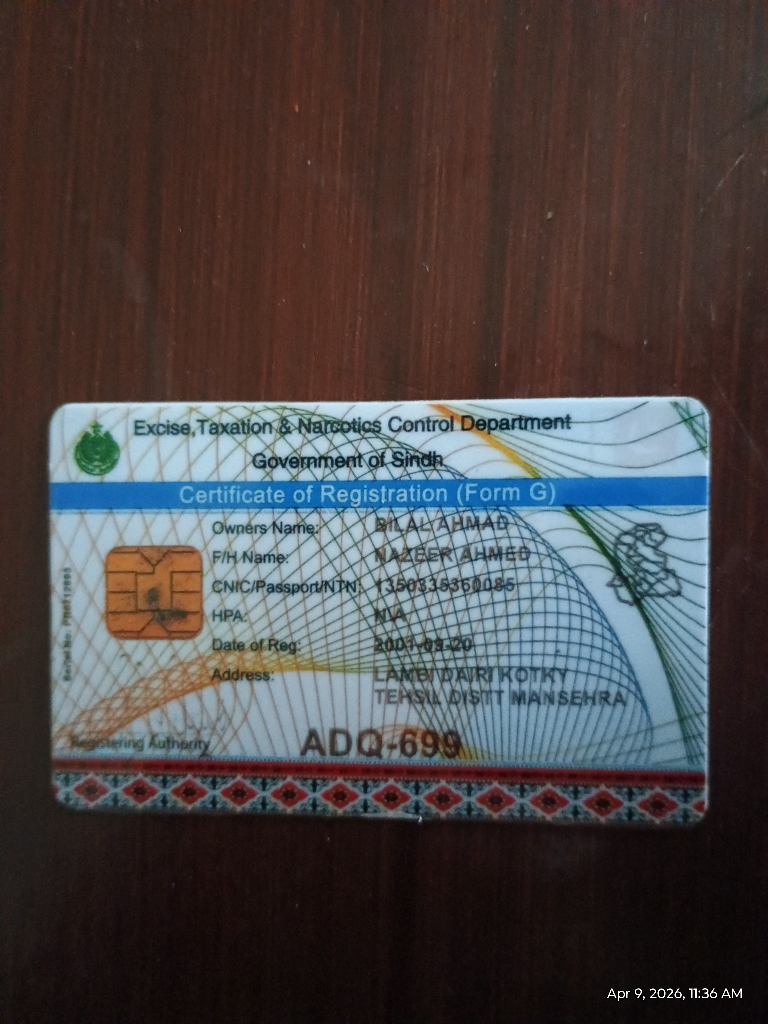 Excise,Taxation & Narcotics Control Department
Government of Sindh
Certificate of Registration (Form G)
Owners Name: BILAL AHMAD
F/H Name: NAZEER AHMED
CNIC/Passport/NTN: 1350335360085
HPA: N/A
Date of Reg: 2001-09-20
Address: LAMBI DAIRI KOTKY
TEHSIL DISTT MANSEHRA
Registering Authority
ADQ-699
Apr 9, 2026, 11:36 AM